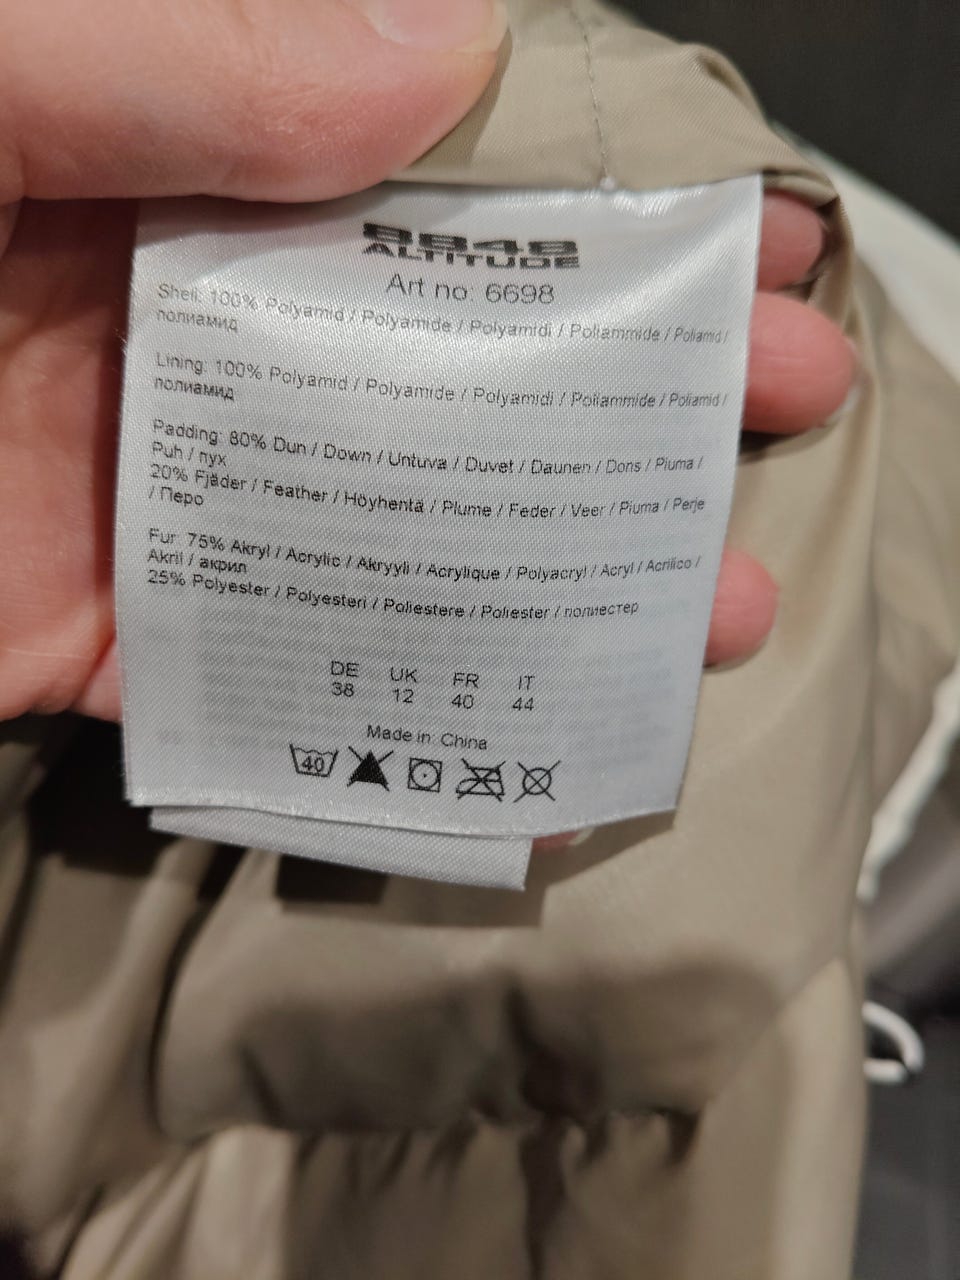 8848
ALTITUDE
Art no: 6698
Shell: 100% Polyamid / Polyamide / Polyamidi / Poliammide / Poliamid /
полиамид
Lining: 100% Polyamid / Polyamide / Polyamidi / Poliammide / Poliamid /
полиамид
Padding: 80% Dun / Down / Untuva / Duvet / Daunen / Dons / Piuma /
Puh / пух
20% Fjäder / Feather / Höyhentä / Plume / Feder / Veer / Piuma / Perje
/ Перо
Fur: 75% Akryl / Acrylic / Akryyli / Acrylique / Polyacryl / Acryl / Acrilico /
Akril / акрил
25% Polyester / Polyesteri / Poliestere / Poliester / полиестер
DE UK FR IT
38 12 40 44
Made in: China
40